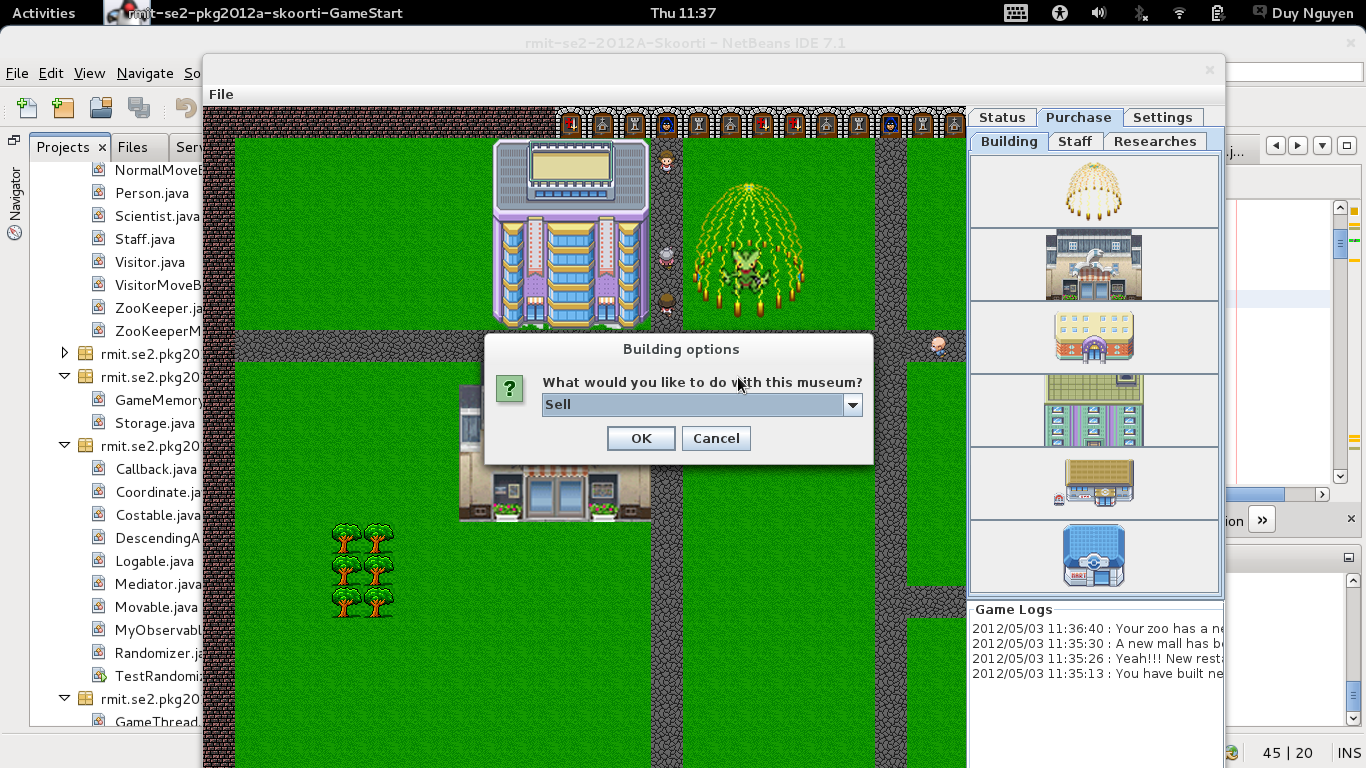 Activities
rmit-se2-pkg2012a-skoorti-GameStart
Thu 11:37
Duy Nguyen
rmit-se2-2012A-Skoorti - NetBeans IDE 7.1
File Edit View Navigate So
File
Projects
Files
Serv
Navigator
NormalMoveB
Person.java
Scientist.java
Staff.java
Visitor.java
VisitorMoveB
ZooKeeper.ja
ZooKeeperM
rmit.se2.pkg20
rmit.se2.pkg20
GameMemory
Storage.java
rmit.se2.pkg20
Callback.java
Coordinate.ja
Costable.java
DescendingA
Logable.java
Mediator.java
Movable.java
MyObservab
Randomizer.ja
TestRandomi
rmit.se2.pkg20
GameThread
Building options
What would you like to do with this museum?
Sell
OK
Cancel
Status
Purchase
Settings
Building
Staff
Researches
MART
Game Logs
2012/05/03 11:36:40 : Your zoo has a ne
2012/05/03 11:35:30 : A new mall has be
2012/05/03 11:35:26 : Yeah!!! New resta
2012/05/03 11:35:13 : You have built ne
...j...
ion
»
45 | 20
INS